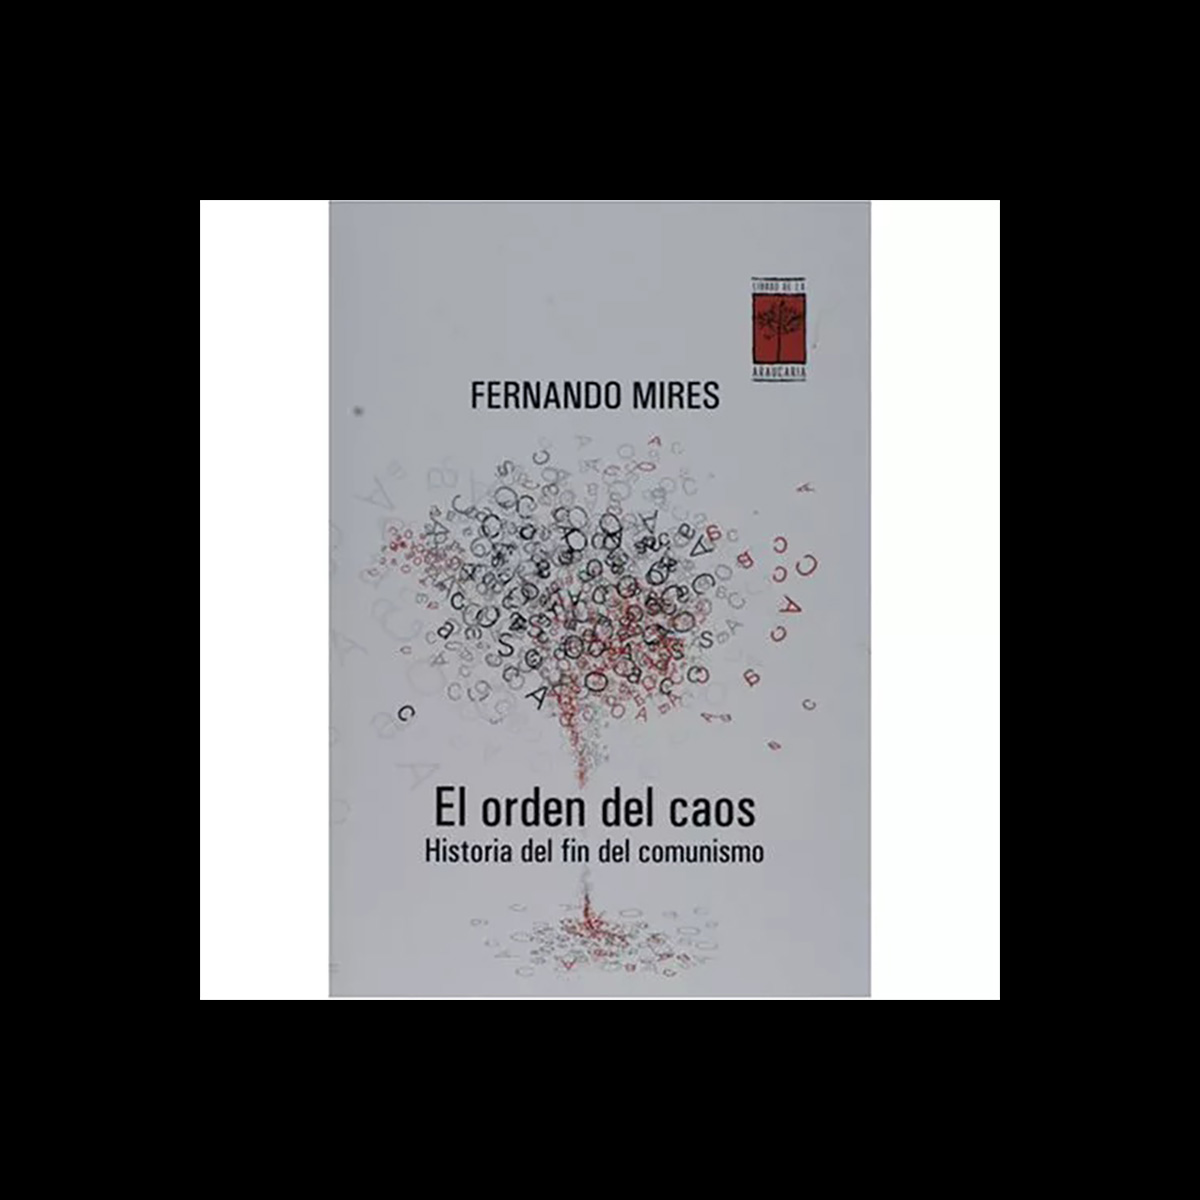 LIBROS DE LA
ARAUCARIA
FERNANDO MIRES
El orden del caos
Historia del fin del comunismo